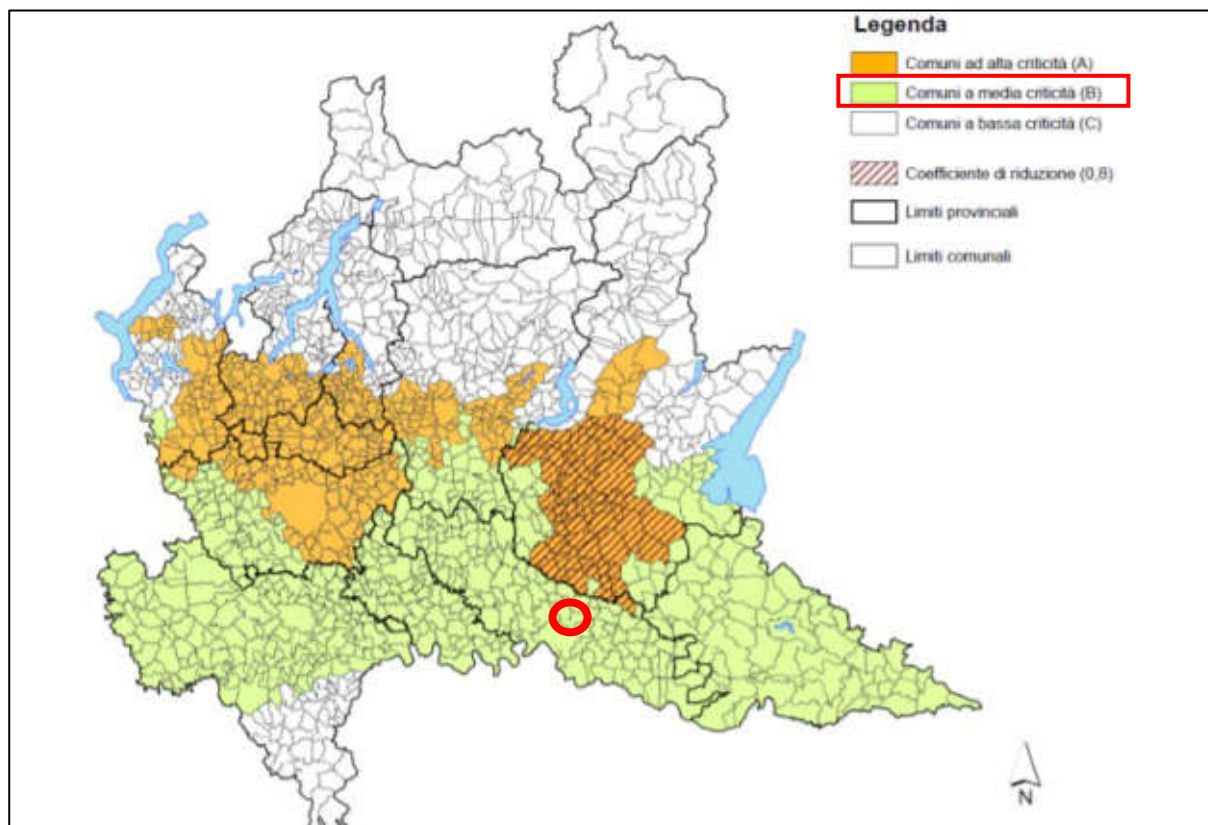 Legenda
Comuni ad alta criticità (A)
Comuni a media criticità (B)
Comuni a bassa criticità (C)
Coefficiente di riduzione (0,8)
Limiti provinciali
Limiti comunali
N